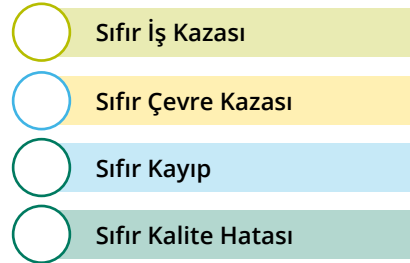 Sıfır İş Kazası
Sıfır Çevre Kazası
Sıfır Kayıp
Sıfır Kalite Hatası